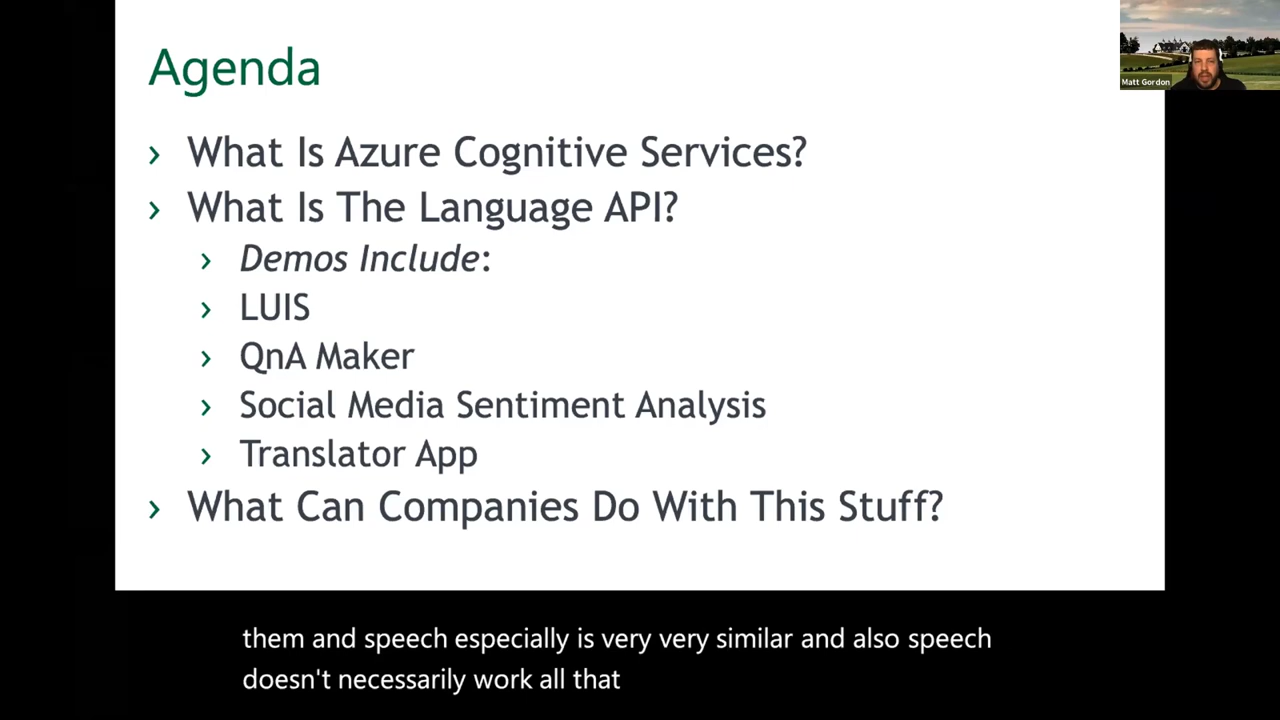 Agenda
Matt Gordon
› What Is Azure Cognitive Services?
› What Is The Language API?
› Demos Include:
› LUIS
› QnA Maker
› Social Media Sentiment Analysis
› Translator App
› What Can Companies Do With This Stuff?
them and speech especially is very very similar and also speech
doesn't necessarily work all that